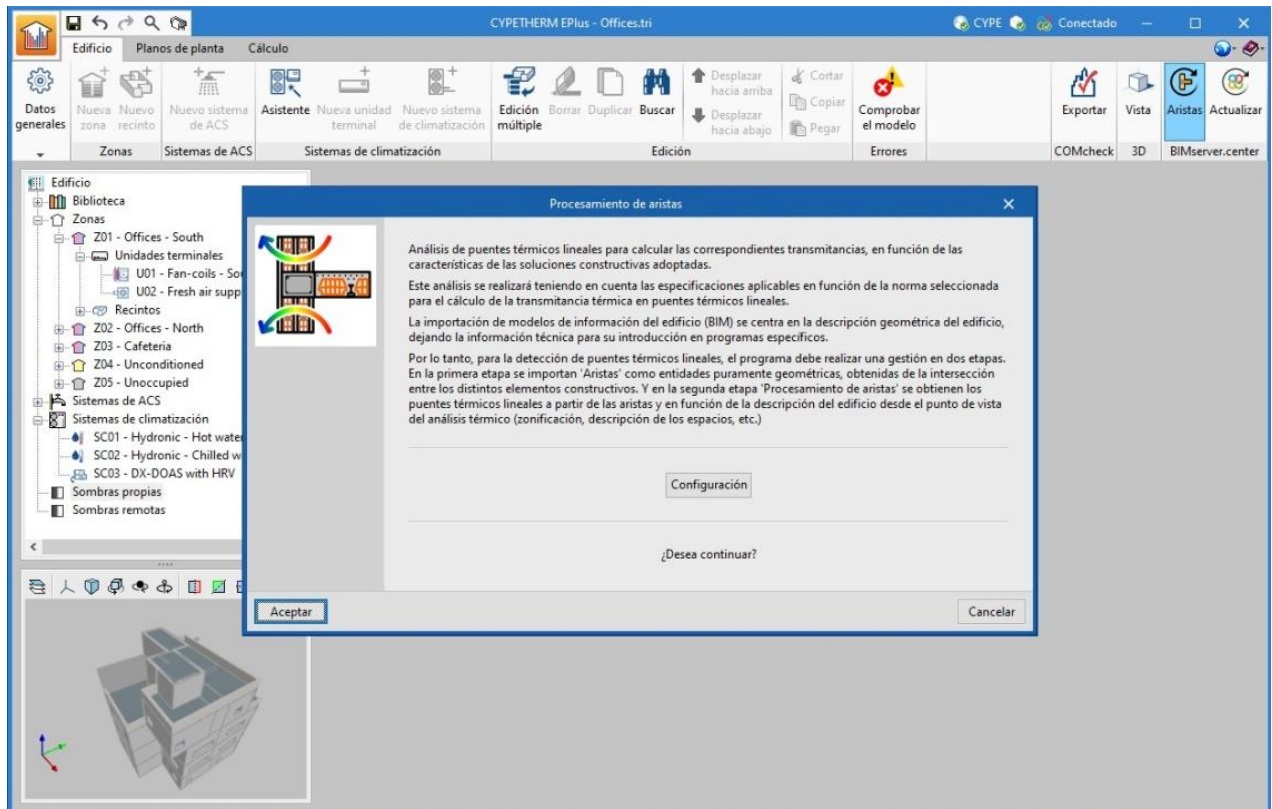 CYPETHERM EPlus - Offices.tri
CYPE
Conectado
Edificio
Planos de planta
Cálculo
Datos generales
Nueva zona
Nuevo recinto
Nuevo sistema de ACS
Asistente
Nueva unidad terminal
Nuevo sistema de climatización
Edición múltiple
Borrar
Duplicar
Buscar
Desplazar hacia arriba
Desplazar hacia abajo
Cortar
Copiar
Pegar
Comprobar el modelo
Exportar
Vista
Aristas
Actualizar
Zonas
Sistemas de ACS
Sistemas de climatización
Edición
Errores
COMcheck
3D
BIMserver.center
Edificio
Biblioteca
Zonas
Z01 - Offices - South
Unidades terminales
U01 - Fan-coils - So
U02 - Fresh air supp
Recintos
Z02 - Offices - North
Z03 - Cafeteria
Z04 - Unconditioned
Z05 - Unoccupied
Sistemas de ACS
Sistemas de climatización
SC01 - Hydronic - Hot water
SC02 - Hydronic - Chilled w
SC03 - DX-DOAS with HRV
Sombras propias
Sombras remotas
Procesamiento de aristas
Análisis de puentes térmicos lineales para calcular las correspondientes transmitancias, en función de las
características de las soluciones constructivas adoptadas.
Este análisis se realizará teniendo en cuenta las especificaciones aplicables en función de la norma seleccionada
para el cálculo de la transmitancia térmica en puentes térmicos lineales.
La importación de modelos de información del edificio (BIM) se centra en la descripción geométrica del edificio,
dejando la información técnica para su introducción en programas específicos.
Por lo tanto, para la detección de puentes térmicos lineales, el programa debe realizar una gestión en dos etapas.
En la primera etapa se importan 'Aristas' como entidades puramente geométricas, obtenidas de la intersección
entre los distintos elementos constructivos. Y en la segunda etapa 'Procesamiento de aristas' se obtienen los
puentes térmicos lineales a partir de las aristas y en función de la descripción del edificio desde el punto de vista
del análisis térmico (zonificación, descripción de los espacios, etc.)
Configuración
¿Desea continuar?
Aceptar
Cancelar